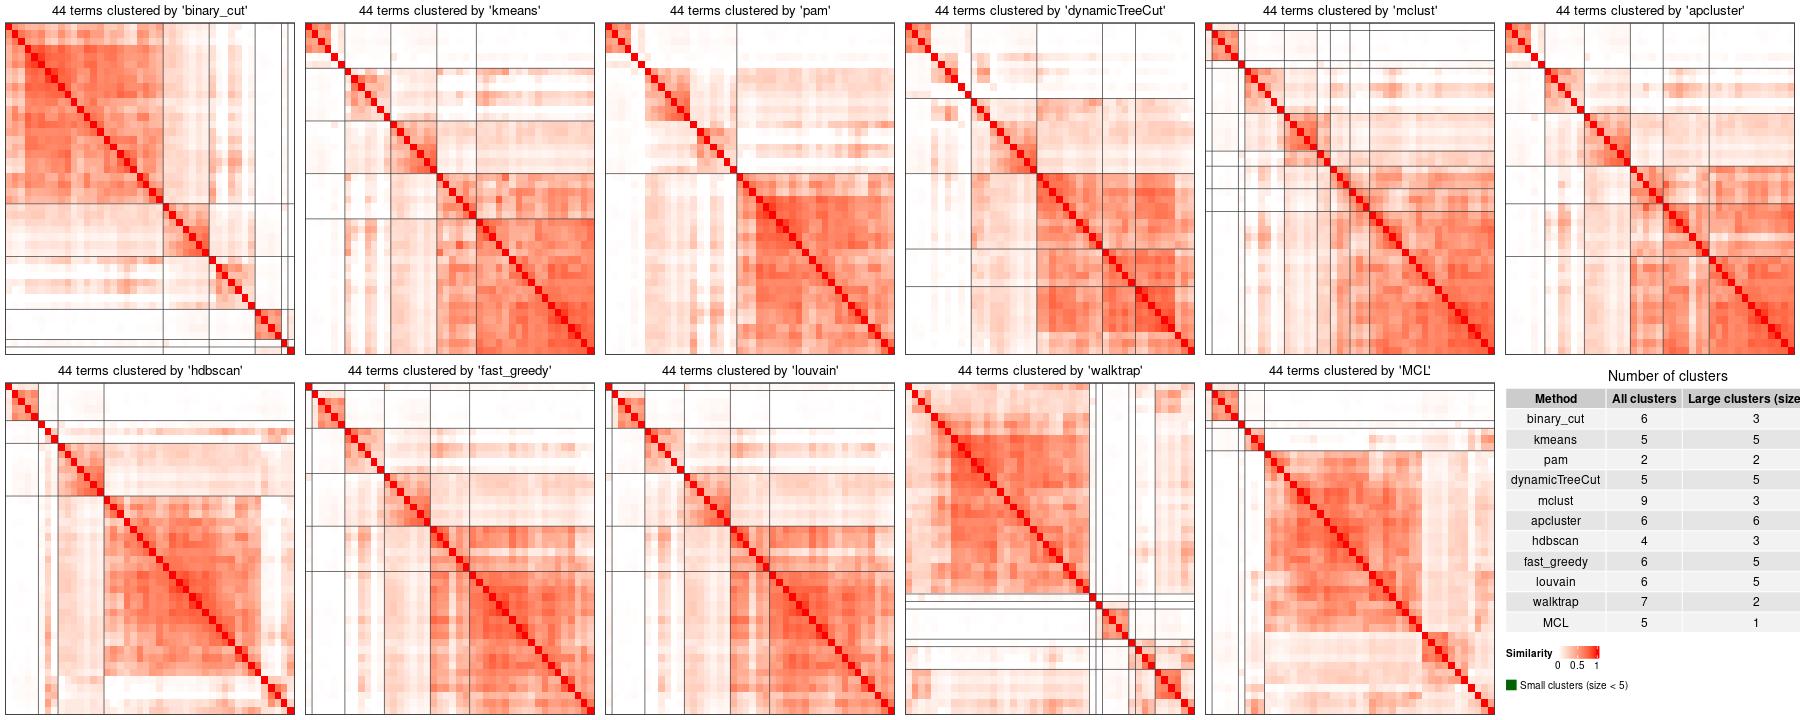 44 terms clustered by 'binary_cut'
44 terms clustered by 'kmeans'
44 terms clustered by 'pam'
44 terms clustered by 'dynamicTreeCut'
44 terms clustered by 'mclust'
44 terms clustered by 'apcluster'
44 terms clustered by 'hdbscan'
44 terms clustered by 'fast_greedy'
44 terms clustered by 'louvain'
44 terms clustered by 'walktrap'
44 terms clustered by 'MCL'
Number of clusters
Method All clusters Large clusters (size
binary_cut 6 3
kmeans 5 5
pam 2 2
dynamicTreeCut 5 5
mclust 9 3
apcluster 6 6
hdbscan 4 3
fast_greedy 6 5
louvain 6 5
walktrap 7 2
MCL 5 1
Similarity
0 0.5 1
Small clusters (size < 5)